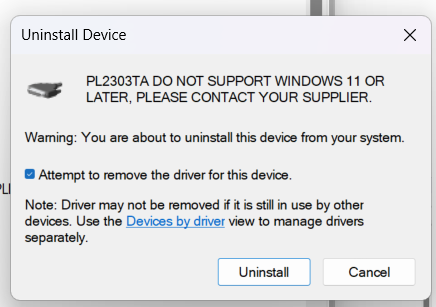 Uninstall Device
PL2303TA DO NOT SUPPORT WINDOWS 11 OR
LATER, PLEASE CONTACT YOUR SUPPLIER.
Warning: You are about to uninstall this device from your system.
Attempt to remove the driver for this device.
Note: Driver may not be removed if it is still in use by other
devices. Use the Devices by driver view to manage drivers
separately.
Uninstall
Cancel